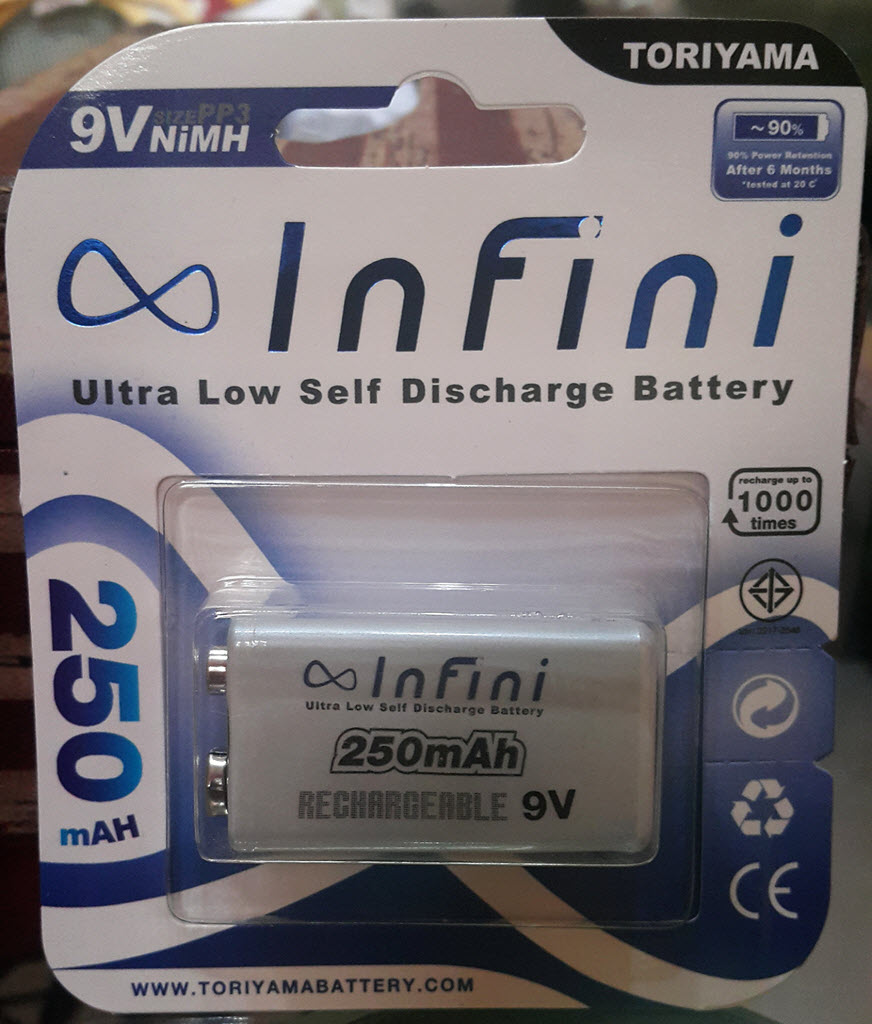 TORIYAMA
SIZE PP3
9V NiMH
~90%
90% Power Retention
After 6 Months
*tested at 20 C°
Infini
Ultra Low Self Discharge Battery
recharge up to
1000
times
250
mAH
Infini
Ultra Low Self Discharge Battery
250mAh
RECHARGEABLE 9V
CE
WWW.TORIYAMABATTERY.COM